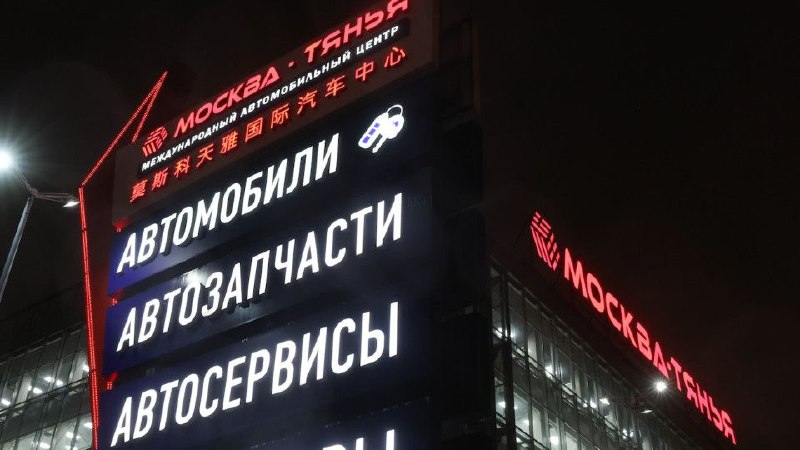 МОСКВА · ТЯНЬЯ
МЕЖДУНАРОДНЫЙ АВТОМОБИЛЬНЫЙ ЦЕНТР
莫斯科天雅国际汽车中心
АВТОМОБИЛИ
АВТОЗАПЧАСТИ
АВТОСЕРВИСЫ
МОСКВА·ТЯНЬЯ